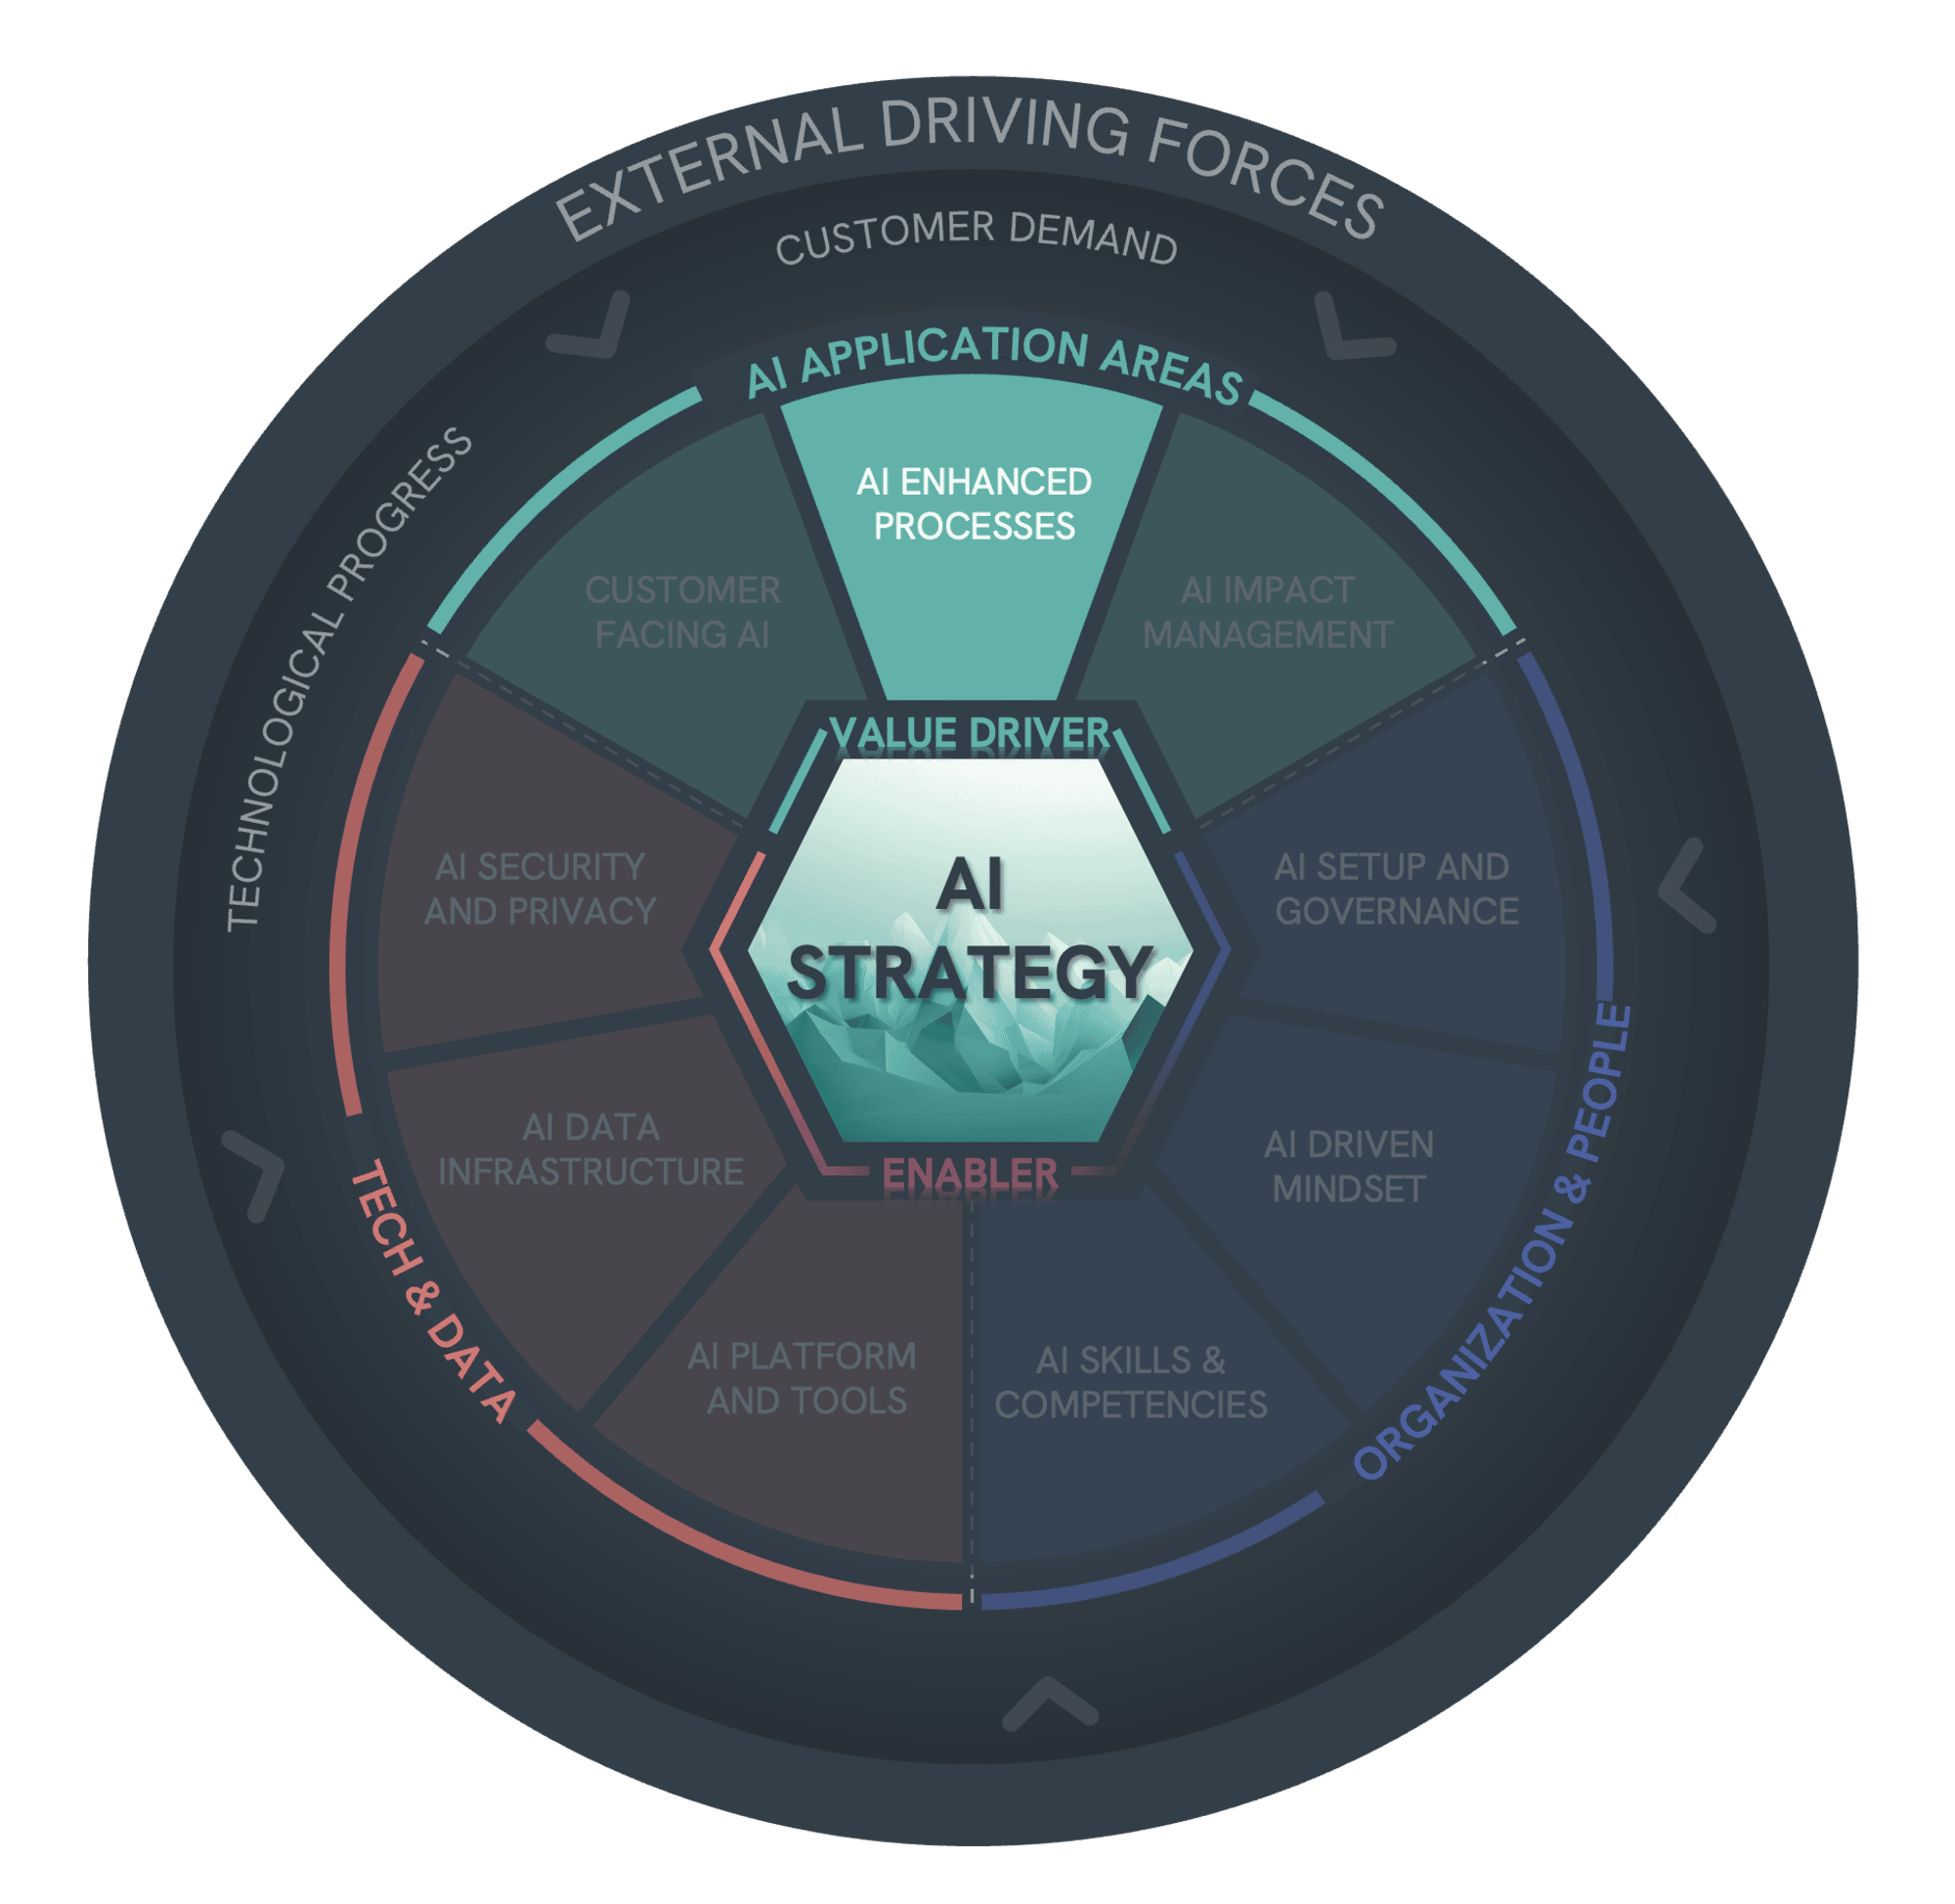 EXTERNAL DRIVING FORCES
CUSTOMER DEMAND
TECHNOLOGICAL PROGRESS
AI APPLICATION AREAS
AI ENHANCED
PROCESSES
CUSTOMER
FACING AI
AI IMPACT
MANAGEMENT
VALUE DRIVER
AI
STRATEGY
ENABLER
AI SECURITY
AND PRIVACY
AI SETUP AND
GOVERNANCE
AI DATA
INFRASTRUCTURE
AI DRIVEN
MINDSET
AI PLATFORM
AND TOOLS
AI SKILLS &
COMPETENCIES
TECH & DATA
ORGANIZATION & PEOPLE